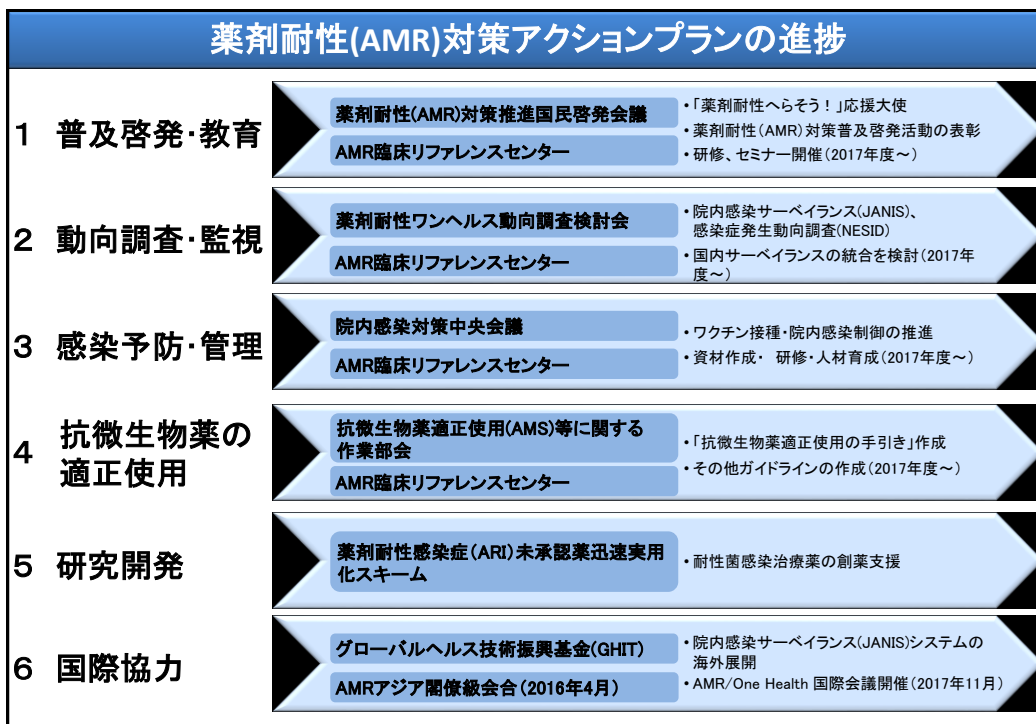 薬剤耐性(AMR)対策アクションプランの進捗
1 普及啓発・教育
薬剤耐性(AMR)対策推進国民啓発会議
AMR臨床リファレンスセンター
・「薬剤耐性へらそう！」応援大使
・薬剤耐性(AMR)対策普及啓発活動の表彰
・研修、セミナー開催(2017年度～)
2 動向調査・監視
薬剤耐性ワンヘルス動向調査検討会
AMR臨床リファレンスセンター
・院内感染サーベイランス(JANIS)、
感染症発生動向調査(NESID)
・国内サーベイランスの統合を検討(2017年
度～)
3 感染予防・管理
院内感染対策中央会議
AMR臨床リファレンスセンター
・ワクチン接種・院内感染制御の推進
・資材作成・ 研修・人材育成(2017年度～)
4 抗微生物薬の
適正使用
抗微生物薬適正使用(AMS)等に関する
作業部会
AMR臨床リファレンスセンター
・「抗微生物薬適正使用の手引き」作成
・その他ガイドラインの作成(2017年度～)
5 研究開発
薬剤耐性感染症(ARI)未承認薬迅速実用
化スキーム
・耐性菌感染治療薬の創薬支援
6 国際協力
グローバルヘルス技術振興基金(GHIT)
AMRアジア閣僚級会合(2016年4月)
・院内感染サーベイランス(JANIS)システムの
海外展開
・AMR/One Health 国際会議開催(2017年11月)